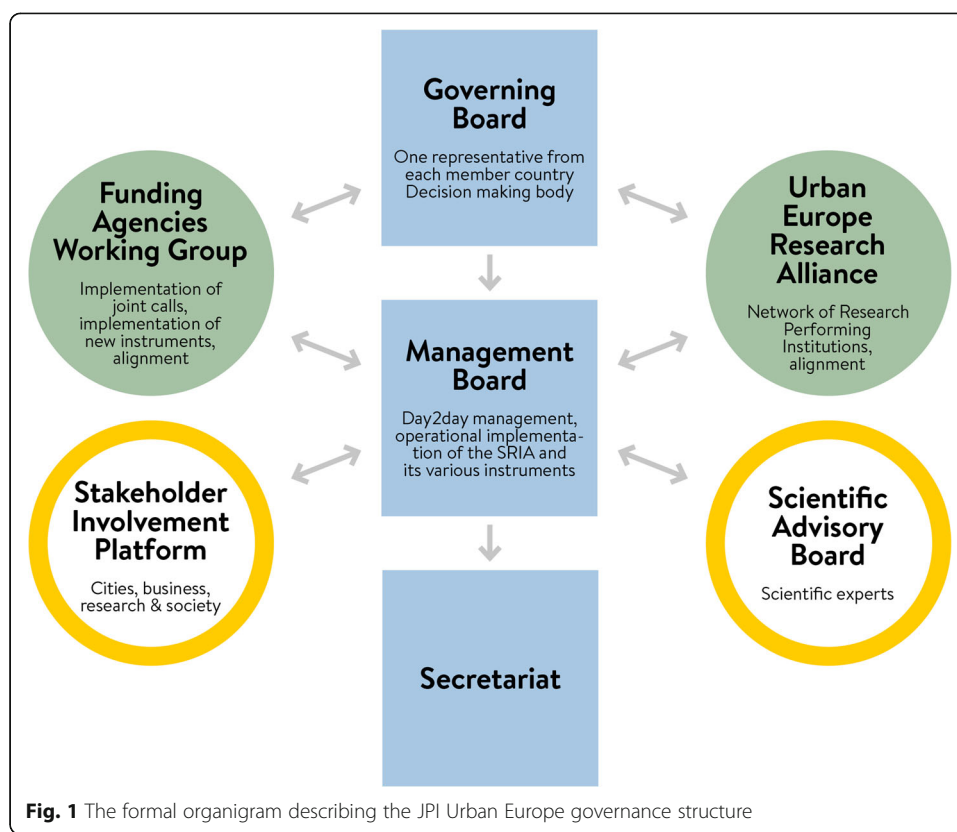 Governing
Board
One representative from
each member country
Decision making body
Funding
Agencies
Working Group
Implementation of
joint calls,
implementation of
new instruments,
alignment
Urban
Europe
Research
Alliance
Network of Research
Performing
Institutions,
alignment
Management
Board
Day2day management,
operational implementa-
tion of the SRIA and
its various instruments
Stakeholder
Involvement
Platform
Cities, business,
research & society
Scientific
Advisory
Board
Scientific experts
Secretariat
Fig. 1 The formal organigram describing the JPI Urban Europe governance structure